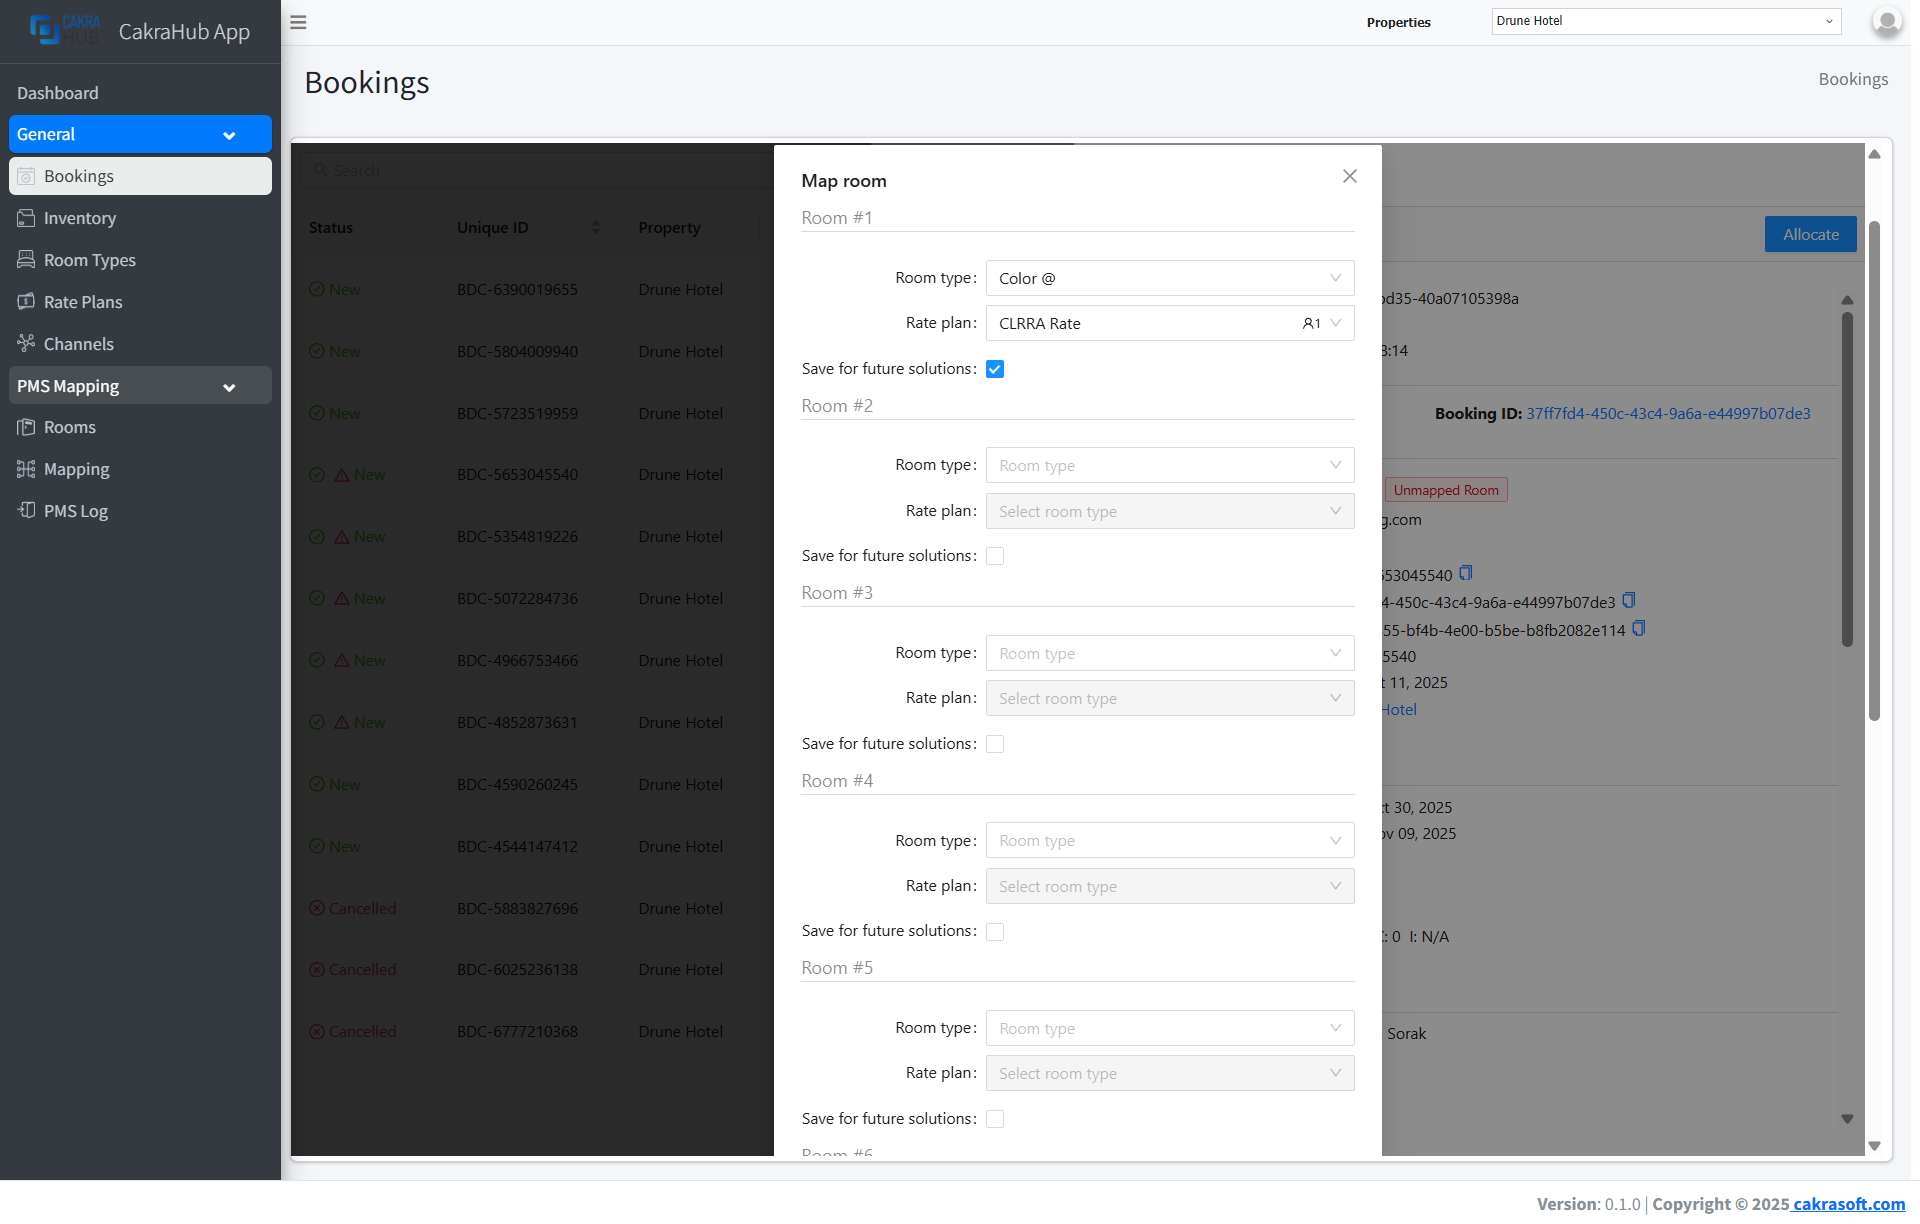 CAKRA
HUB
CakraHub App
Properties
Drune Hotel
Dashboard
General
Bookings
Inventory
Room Types
Rate Plans
Channels
PMS Mapping
Rooms
Mapping
PMS Log
Bookings
Bookings
Search
Status Unique ID Property
New BDC-6390019655 Drune Hotel
New BDC-5804009940 Drune Hotel
New BDC-5723519959 Drune Hotel
New BDC-5653045540 Drune Hotel
New BDC-5354819226 Drune Hotel
New BDC-5072284736 Drune Hotel
New BDC-4966753466 Drune Hotel
New BDC-4852873631 Drune Hotel
New BDC-4590260245 Drune Hotel
New BDC-4544147412 Drune Hotel
Cancelled BDC-5883827696 Drune Hotel
Cancelled BDC-6025236138 Drune Hotel
Cancelled BDC-6777210368 Drune Hotel
Map room
Room #1
Room type: Color @
Rate plan: CLRRA Rate 1
Save for future solutions:
Room #2
Room type: Room type
Rate plan: Select room type
Save for future solutions:
Room #3
Room type: Room type
Rate plan: Select room type
Save for future solutions:
Room #4
Room type: Room type
Rate plan: Select room type
Save for future solutions:
Room #5
Room type: Room type
Rate plan: Select room type
Save for future solutions:
Room #6
Allocate
d35-40a07105398a
:14
Booking ID: 37ff7fd4-450c-43c4-9a6a-e44997b07de3
Unmapped Room
g.com
53045540
4-450c-43c4-9a6a-e44997b07de3
55-bf4b-4e00-b5be-b8fb2082e114
5540
t 11, 2025
Hotel
ct 30, 2025
ov 09, 2025
: 0 I: N/A
Sorak
Version: 0.1.0 | Copyright © 2025 cakrasoft.com